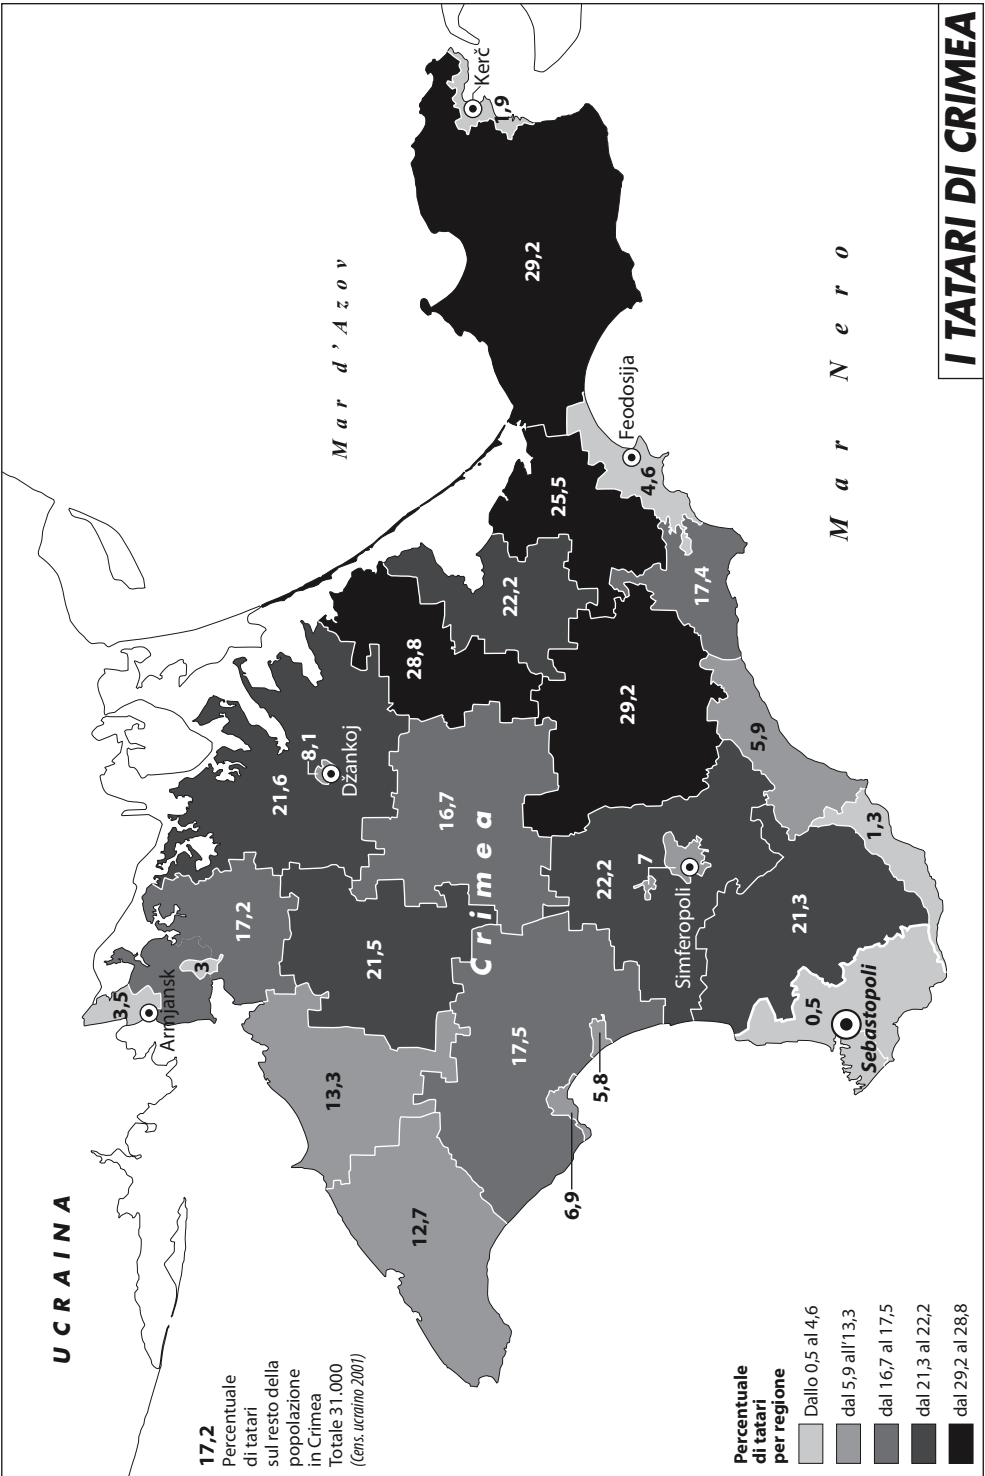 I TATARI DI CRIMEA
UCRAINA
Mar d'Azov
Mar Nero
Crimea
3,5
Armjansk
3
17,2
21,6
8,1
Džankoj
28,8
22,2
25,5
29,2
Kerč
1,9
Feodosija
4,6
17,4
29,2
5,9
1,3
16,7
21,5
13,3
12,7
17,5
6,9
5,8
22,2
7
Simferopoli
21,3
0,5
Sebastopoli
17,2
Percentuale
di tatari
sul resto della
popolazione
in Crimea
Totale 31.000
(Cens. ucraino 2001)
Percentuale
di tatari
per regione
Dallo 0,5 al 4,6
dal 5,9 all'13,3
dal 16,7 al 17,5
dal 21,3 al 22,2
dal 29,2 al 28,8